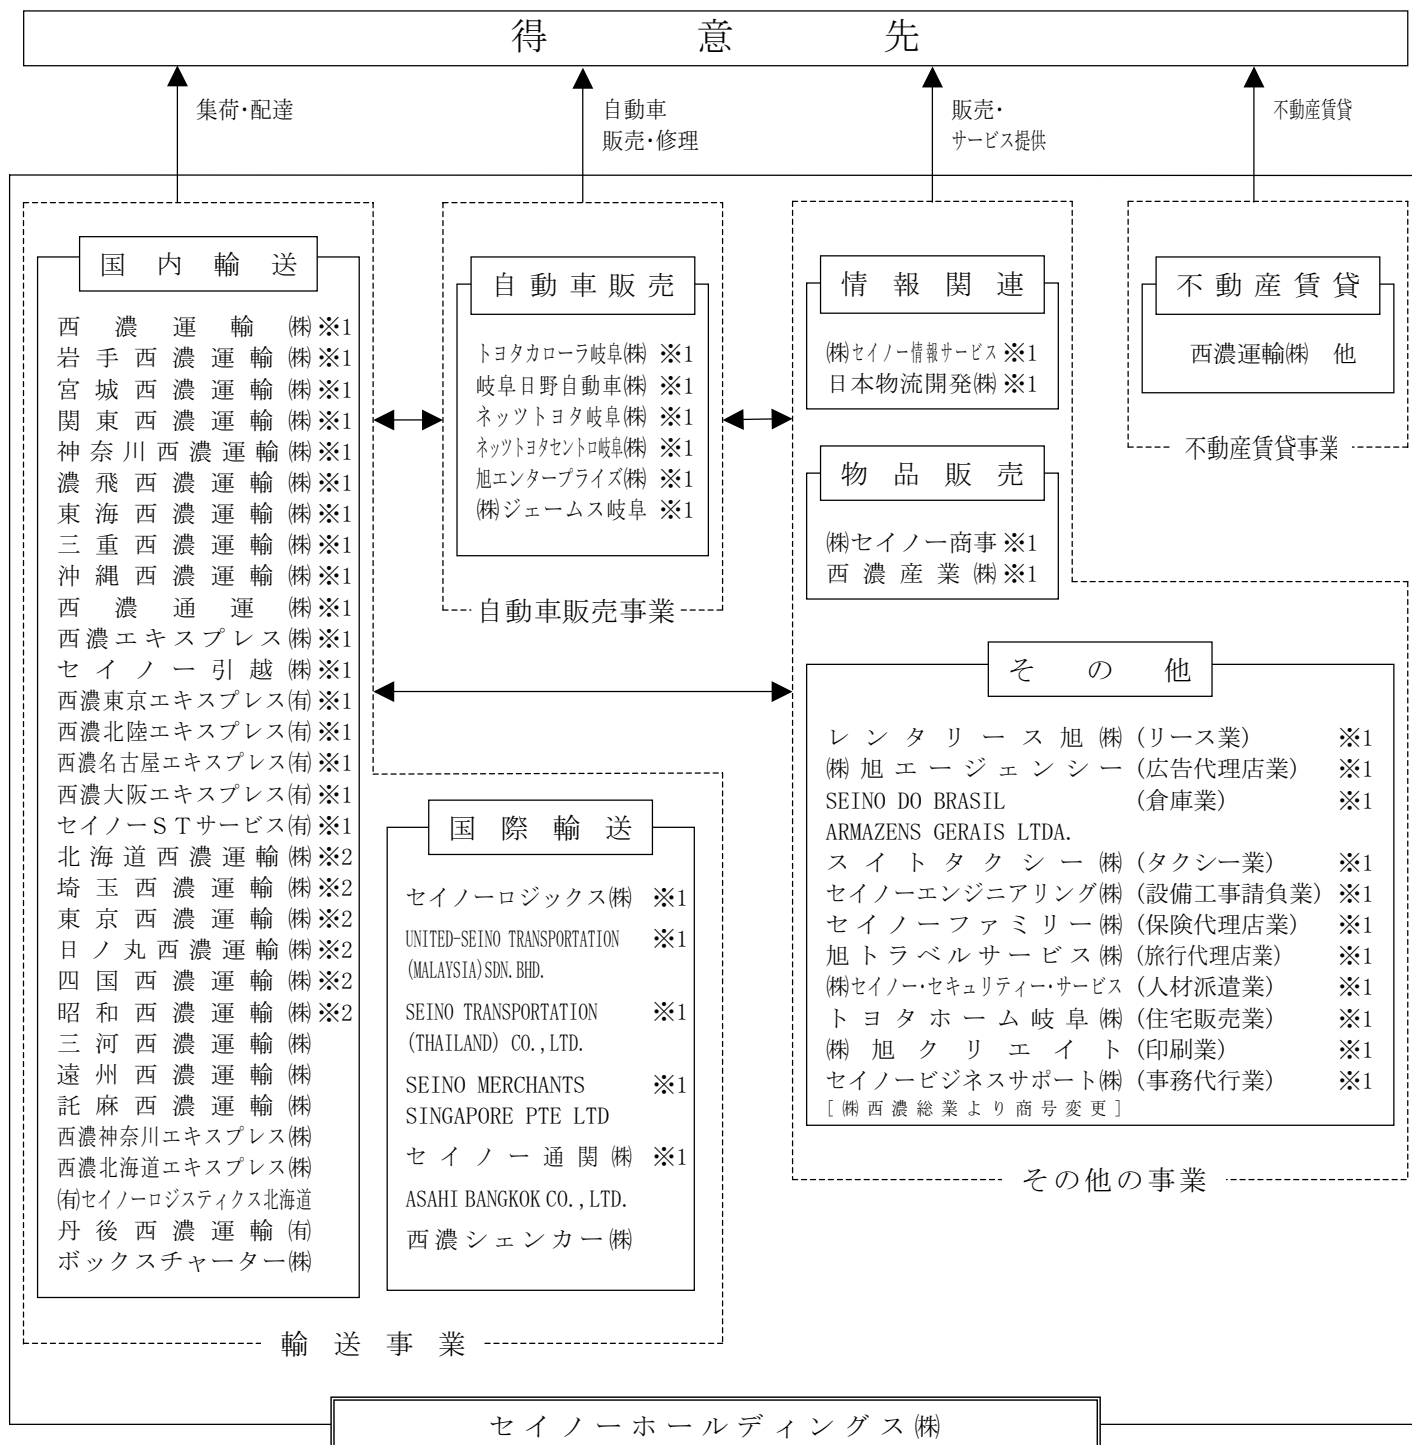 得意先
集荷・配達
自動車
販売・修理
販売・
サービス提供
不動産賃貸
国内輸送
西濃運輸㈱※1
岩手西濃運輸㈱※1
宮城西濃運輸㈱※1
関東西濃運輸㈱※1
神奈川西濃運輸㈱※1
濃飛西濃運輸㈱※1
東海西濃運輸㈱※1
三重西濃運輸㈱※1
沖縄西濃運輸㈱※1
西濃通運㈱※1
西濃エキスプレス㈱※1
セイノー引越㈱※1
西濃東京エキスプレス㈲※1
西濃北陸エキスプレス㈲※1
西濃名古屋エキスプレス㈲※1
西濃大阪エキスプレス㈲※1
セイノーSTサービス㈲※1
北海道西濃運輸㈱※2
埼玉西濃運輸㈱※2
東京西濃運輸㈱※2
日ノ丸西濃運輸㈱※2
四国西濃運輸㈱※2
昭和西濃運輸㈱※2
三河西濃運輸㈱
遠州西濃運輸㈱
託麻西濃運輸㈱
西濃神奈川エキスプレス㈱
西濃北海道エキスプレス㈱
㈲セイノーロジスティクス北海道
丹後西濃運輸㈲
ボックスチャーター㈱
国際輸送
セイノーロジックス㈱ ※1
UNITED-SEINO TRANSPORTATION ※1
(MALAYSIA)SDN.BHD.
SEINO TRANSPORTATION ※1
(THAILAND) CO.,LTD.
SEINO MERCHANTS ※1
SINGAPORE PTE LTD
セイノー通関㈱ ※1
ASAHI BANGKOK CO.,LTD.
西濃シェンカー㈱
輸送事業
自動車販売
トヨタカローラ岐阜㈱ ※1
岐阜日野自動車㈱ ※1
ネッツトヨタ岐阜㈱ ※1
ネッツトヨタセントロ岐阜㈱ ※1
旭エンタープライズ㈱ ※1
㈱ジェームス岐阜 ※1
自動車販売事業
情報関連
㈱セイノー情報サービス ※1
日本物流開発㈱ ※1
物品販売
㈱セイノー商事 ※1
西濃産業㈱※1
その他
レンタリース旭㈱ (リース業) ※1
㈱旭エージェンシー (広告代理店業) ※1
SEINO DO BRASIL (倉庫業) ※1
ARMAZENS GERAIS LTDA.
スイトタクシー㈱ (タクシー業) ※1
セイノーエンジニアリング㈱ (設備工事請負業) ※1
セイノーファミリー㈱ (保険代理店業) ※1
旭トラベルサービス㈱ (旅行代理店業) ※1
㈱セイノー・セキュリティー・サービス (人材派遣業) ※1
トヨタホーム岐阜㈱ (住宅販売業) ※1
㈱旭クリエイト (印刷業) ※1
セイノービジネスサポート㈱ (事務代行業) ※1
[㈱西濃総業より商号変更]
その他の事業
不動産賃貸
西濃運輸㈱ 他
不動産賃貸事業
セイノーホールディングス㈱